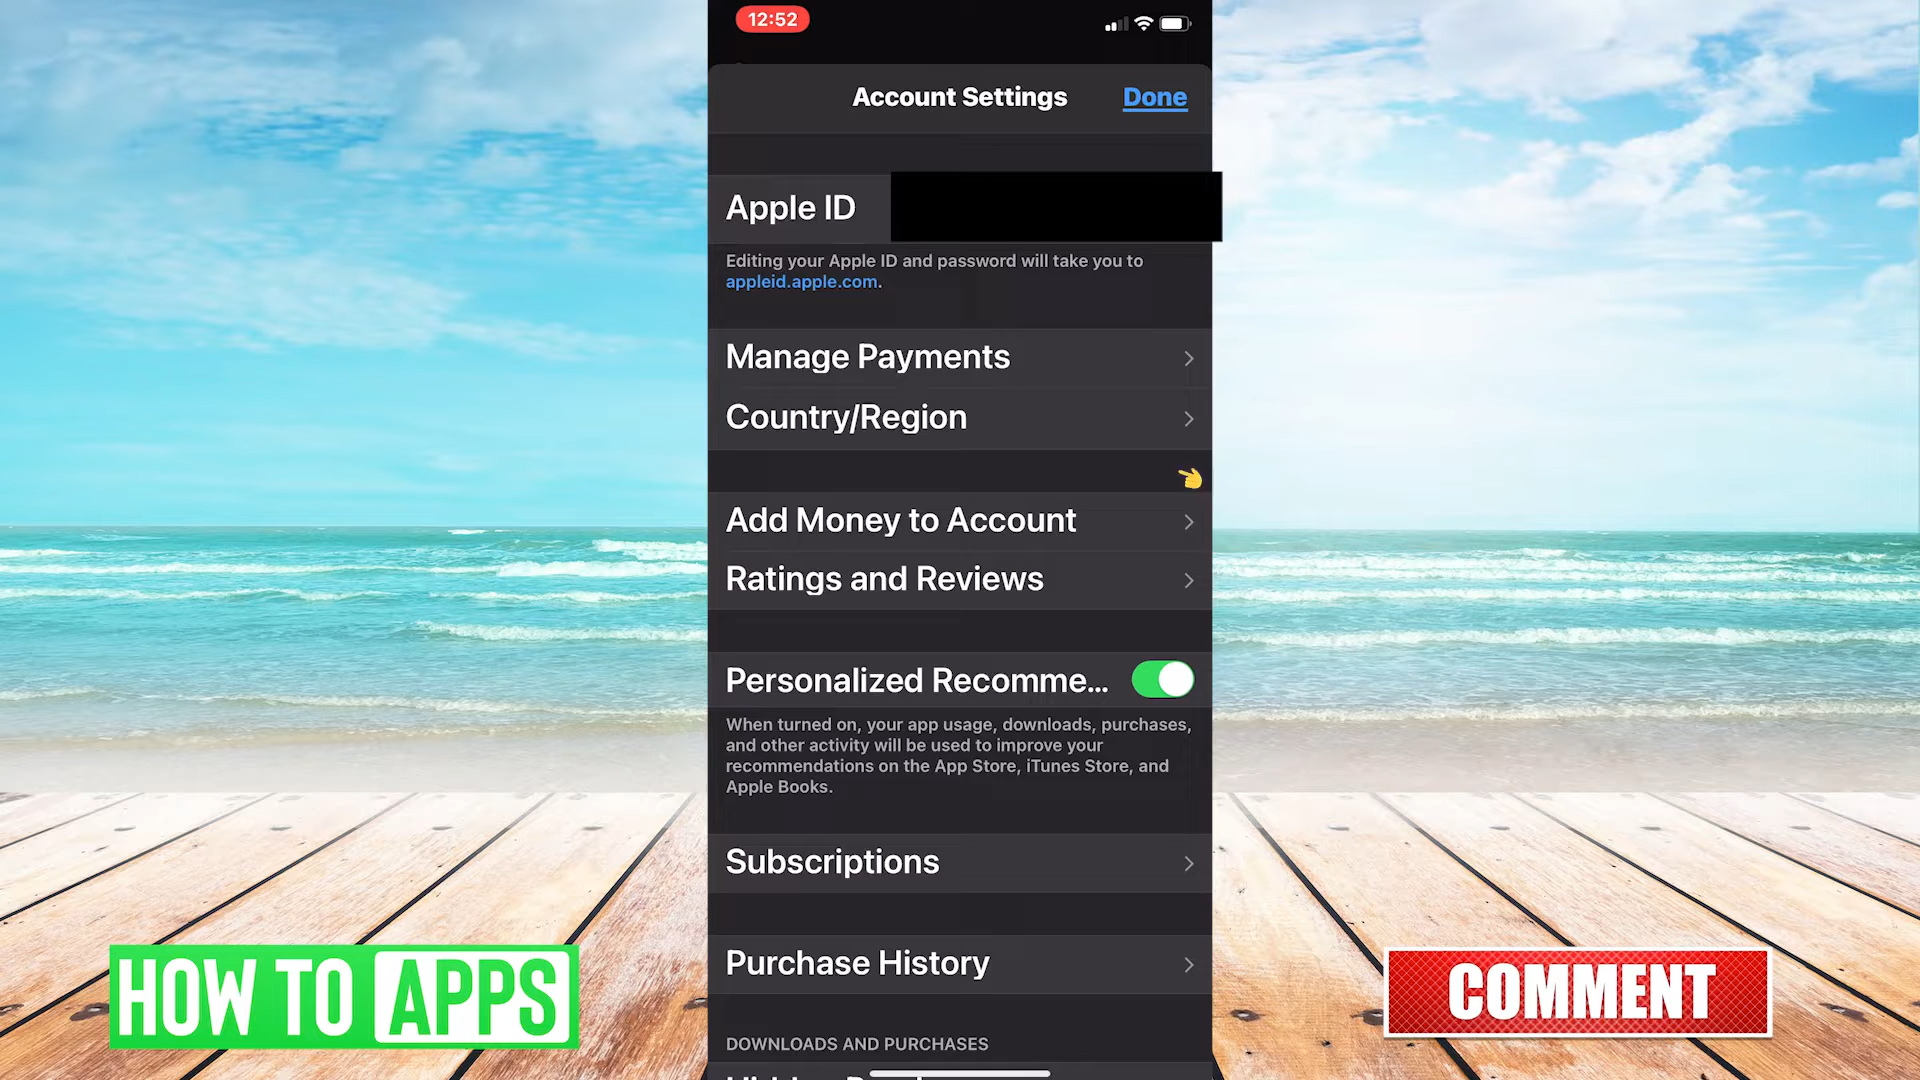 12:52
Account Settings
Done
Apple ID
Editing your Apple ID and password will take you to
appleid.apple.com.
Manage Payments
Country/Region
Add Money to Account
Ratings and Reviews
Personalized Recomme...
When turned on, your app usage, downloads, purchases,
and other activity will be used to improve your
recommendations on the App Store, iTunes Store, and
Apple Books.
Subscriptions
Purchase History
DOWNLOADS AND PURCHASES
HOW TO APPS
COMMENT